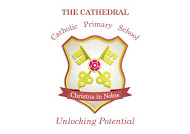 THE CATHEDRAL
Catholic Primary School
Christus in Nobis
Unlocking Potential